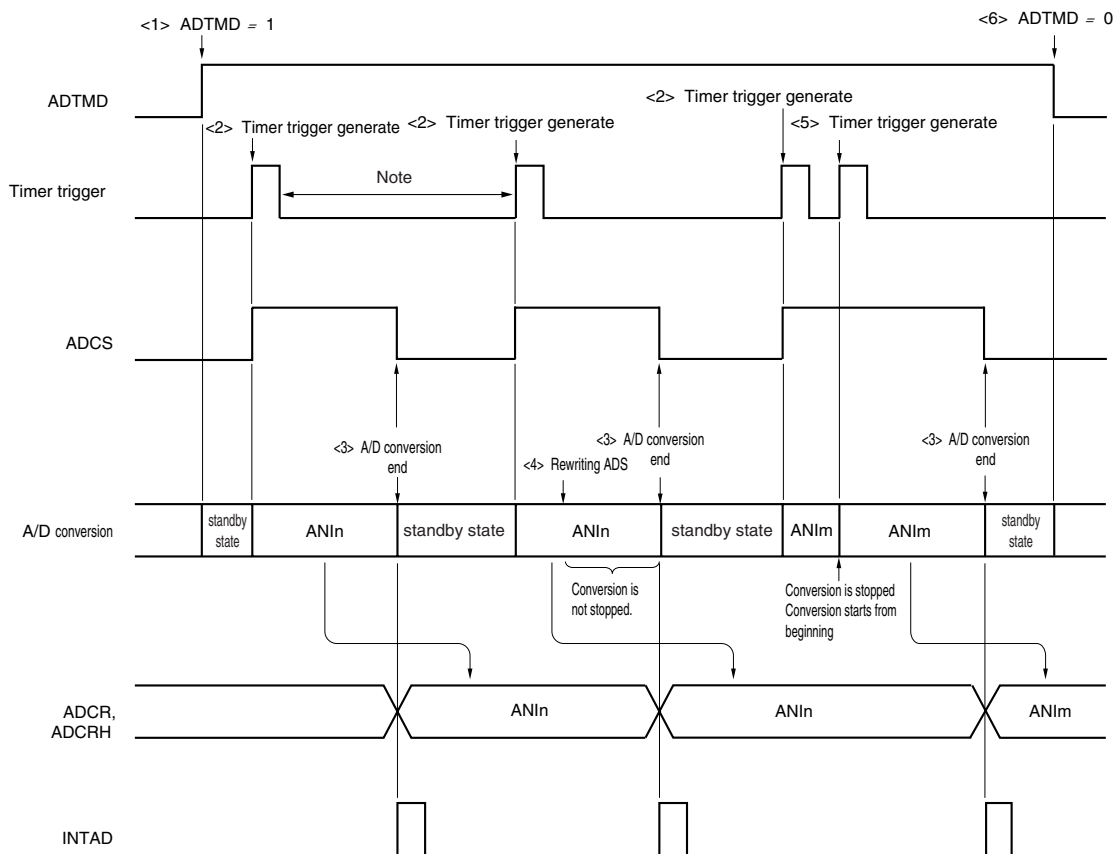 <1> ADTMD = 1
<6> ADTMD = 0
ADTMD
<2> Timer trigger generate
<2> Timer trigger generate
<2> Timer trigger generate
<5> Timer trigger generate
Timer trigger
Note
ADCS
<3> A/D conversion
end
<4> Rewriting ADS
<3> A/D conversion
end
<3> A/D conversion
end
A/D conversion
standby
state
ANIn
standby state
ANIn
standby state
ANIm
ANIm
standby
state
Conversion is
not stopped.
Conversion is stopped
Conversion starts from
beginning
ADCR,
ADCRH
ANIn
ANIn
ANIm
INTAD